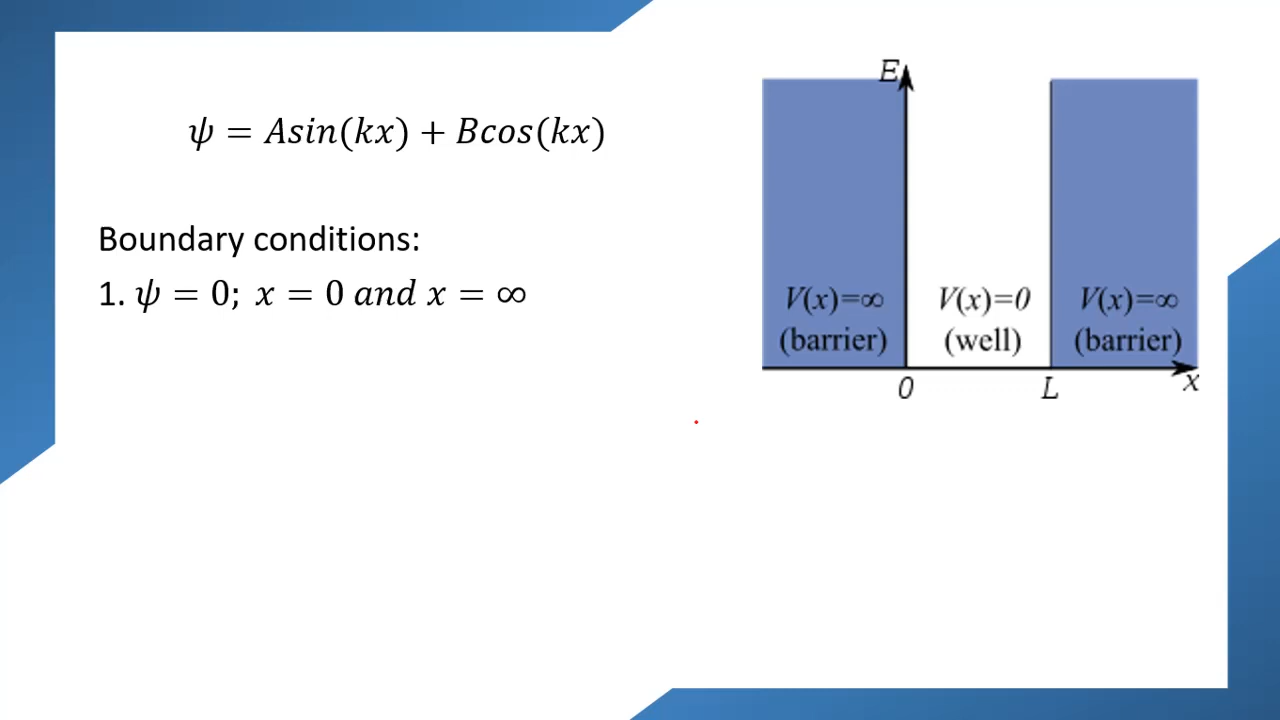 ψ = Asin(kx) + Bcos(kx)
Boundary conditions:
1. ψ = 0; x = 0 and x = ∞
E
V(x)=∞ V(x)=0 V(x)=∞
(barrier) (well) (barrier)
0 L x